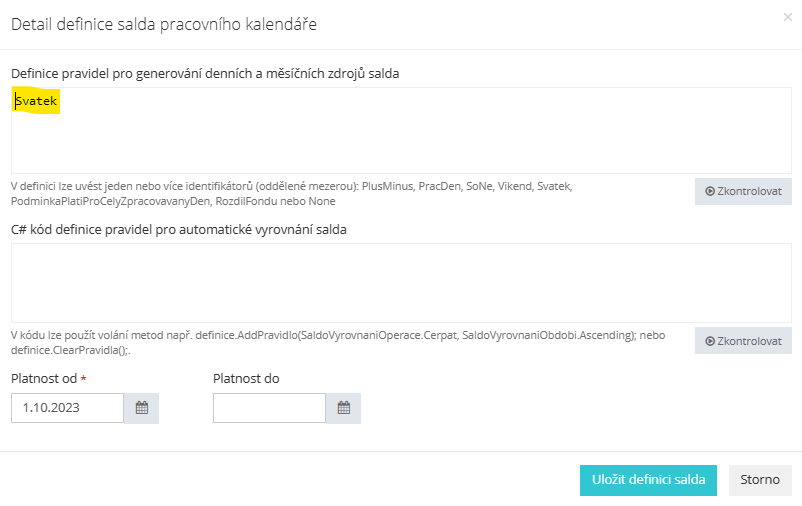 Detail definice salda pracovního kalendáře
×
Definice pravidel pro generování denních a měsíčních zdrojů salda
Svatek
V definici lze uvést jeden nebo více identifikátorů (oddělené mezerou): PlusMinus, PracDen, SoNe, Vikend, Svatek,
PodminkaPlatiProCelyZpracovavanyDen, RozdilFondu nebo None
Zkontrolovat
C# kód definice pravidel pro automatické vyrovnání salda
V kódu lze použít volání metod např. definice.AddPravidlo(SaldoVyrovnaniOperace.Cerpat, SaldoVyrovnaniObdobi.Ascending); nebo
definice.ClearPravidla();.
Zkontrolovat
Platnost od * Platnost do
1.10.2023
Uložit definici salda Storno